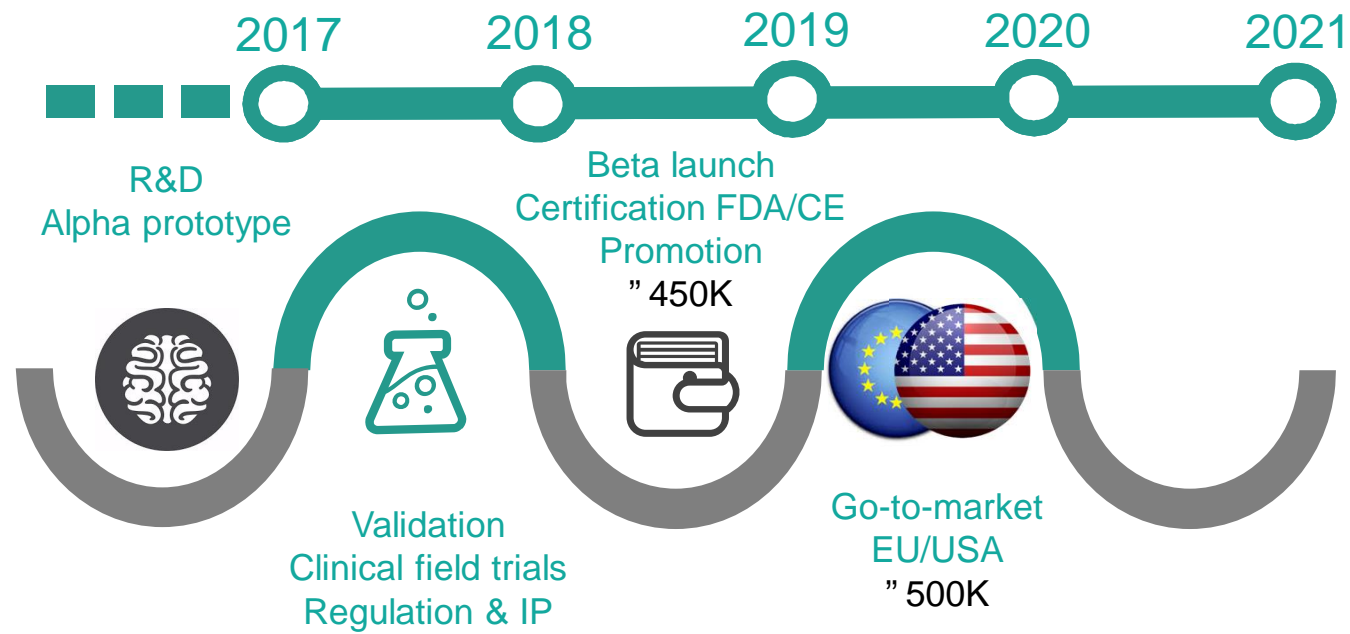 2017
2018
2019
2020
2021
R&D
Alpha prototype
Beta launch
Certification FDA/CE
Promotion
” 450K
Validation
Clinical field trials
Regulation & IP
Go-to-market
EU/USA
” 500K